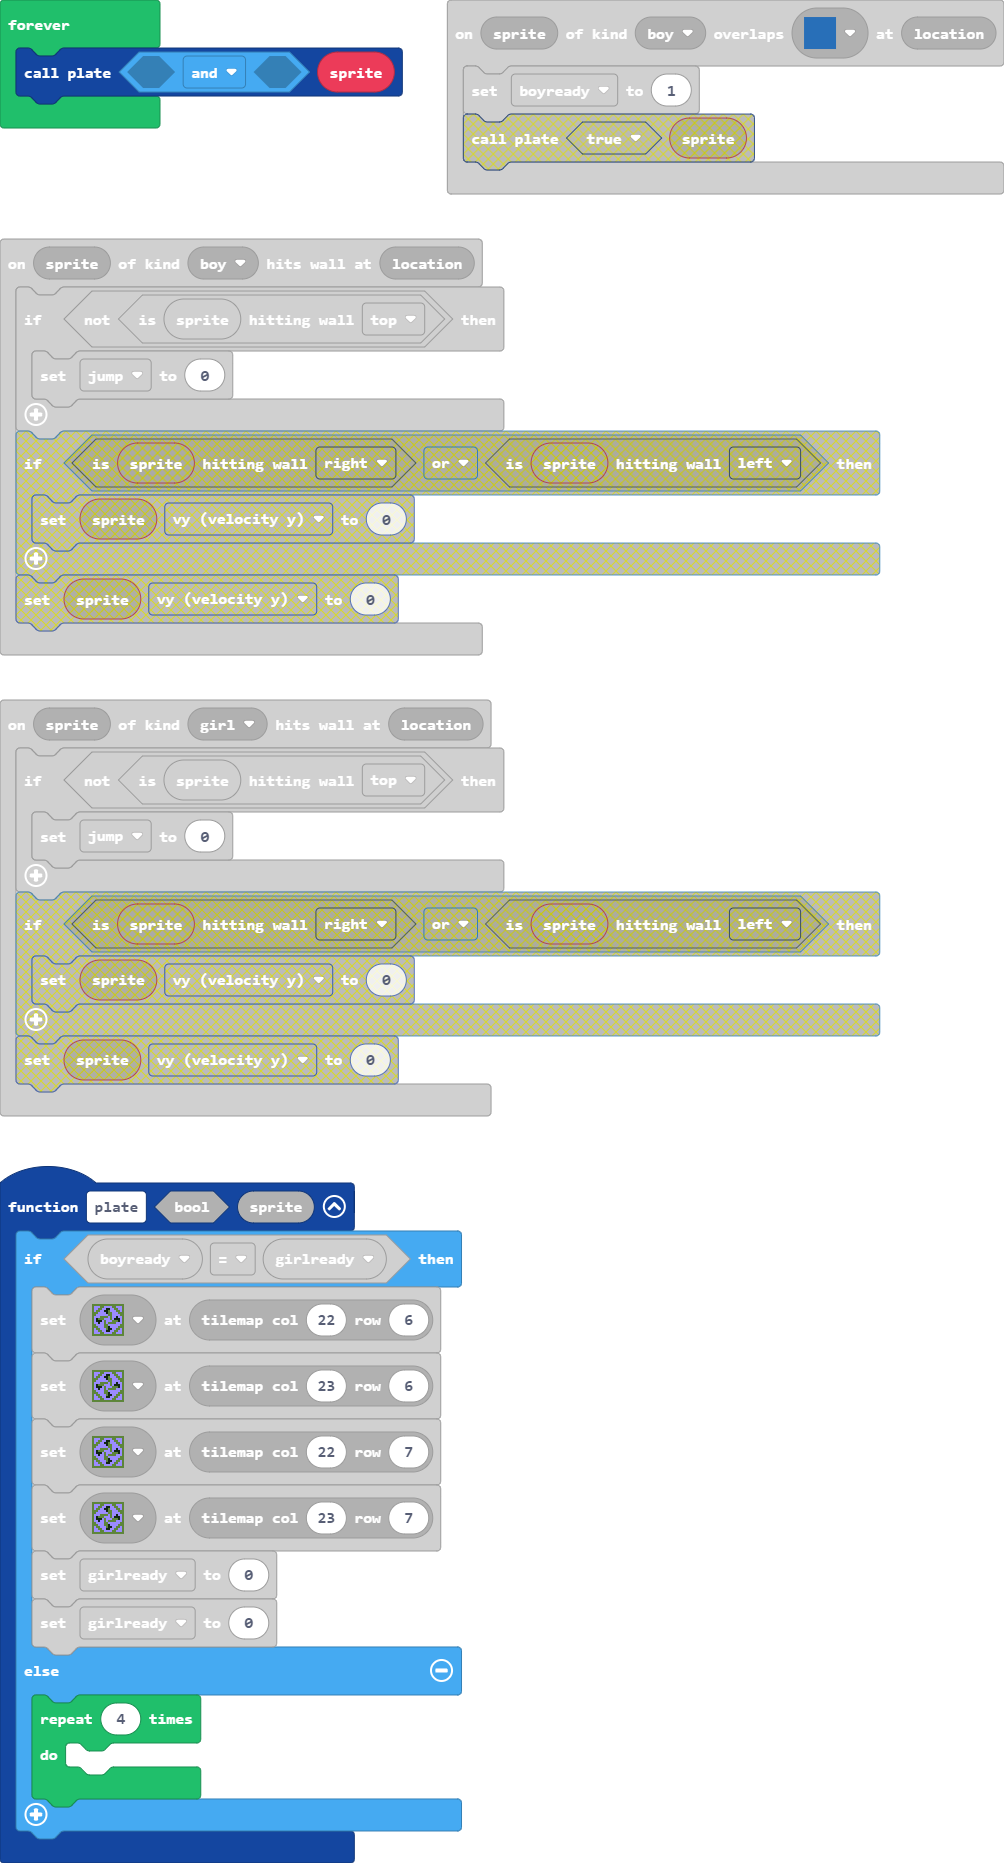 forever
call plate and sprite
on sprite of kind boy overlaps at location
set boyready to 1
call plate true sprite
on sprite of kind boy hits wall at location
if not is sprite hitting wall top then
set jump to 0
if is sprite hitting wall right or is sprite hitting wall left then
set sprite vy (velocity y) to 0
set sprite vy (velocity y) to 0
on sprite of kind girl hits wall at location
if not is sprite hitting wall top then
set jump to 0
if is sprite hitting wall right or is sprite hitting wall left then
set sprite vy (velocity y) to 0
set sprite vy (velocity y) to 0
function plate bool sprite
if boyready = girlready then
set at tilemap col 22 row 6
set at tilemap col 23 row 6
set at tilemap col 22 row 7
set at tilemap col 23 row 7
set girlready to 0
set girlready to 0
else
repeat 4 times
do